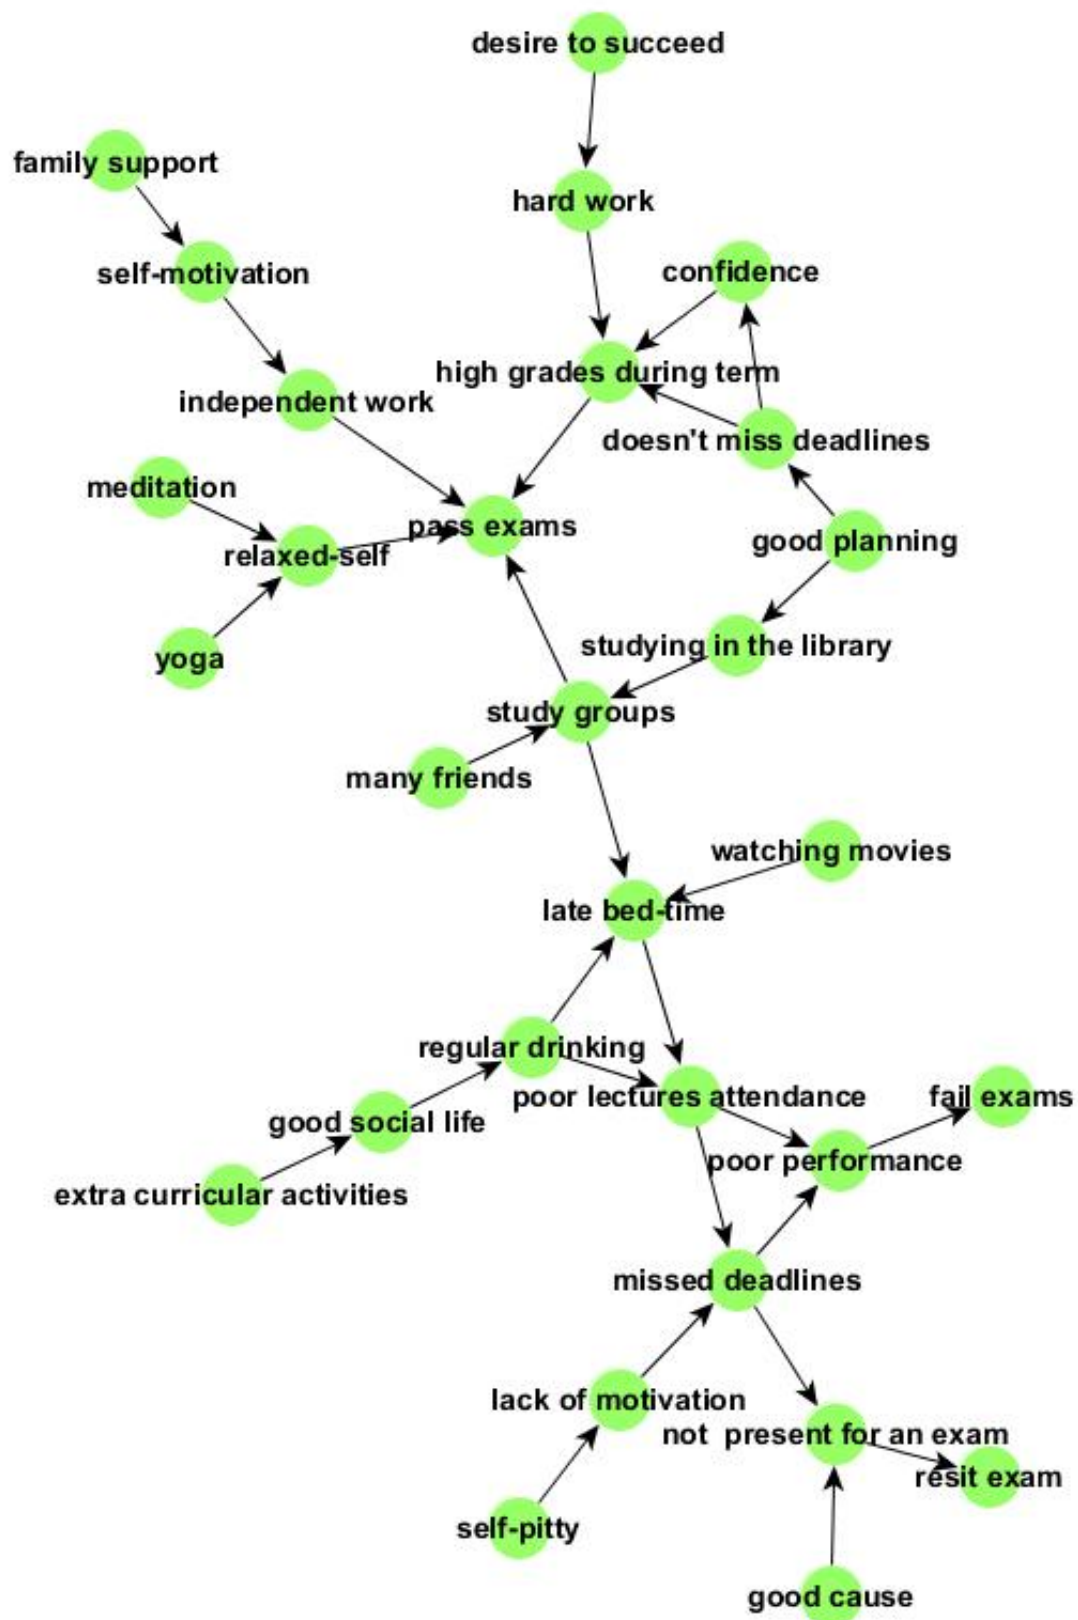 desire to succeed
family support
hard work
self-motivation
confidence
high grades during term
independent work
doesn't miss deadlines
meditation
pass exams
good planning
relaxed-self
studying in the library
yoga
study groups
many friends
watching movies
late bed-time
regular drinking
poor lectures attendance
fail exams
good social life
poor performance
extra curricular activities
missed deadlines
lack of motivation
not  present for an exam
resit exam
self-pitty
good cause